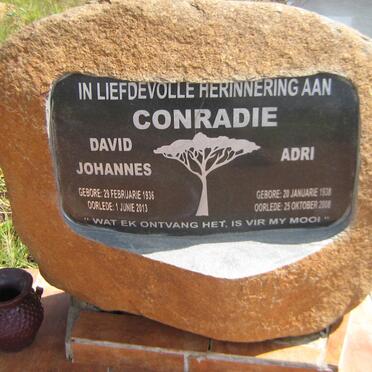 IN LIEFDEVOLLE HERINNERING AAN
CONRADIE
DAVID
JOHANNES
GEBORE: 29 FEBRUARIE 1936
OORLEDE: 1 JUNIE 2013
ADRI
GEBORE: 20 JANUARIE 1938
OORLEDE: 25 OKTOBER 2008
"WAT EK ONTVANG HET, IS VIR MY MOOI"